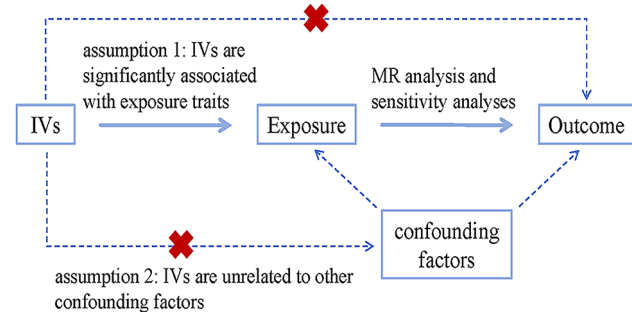 assumption 1: IVs are
significantly associated
with exposure traits
MR analysis and
sensitivity analyses
IVs
Exposure
Outcome
confounding
factors
assumption 2: IVs are unrelated to other
confounding factors